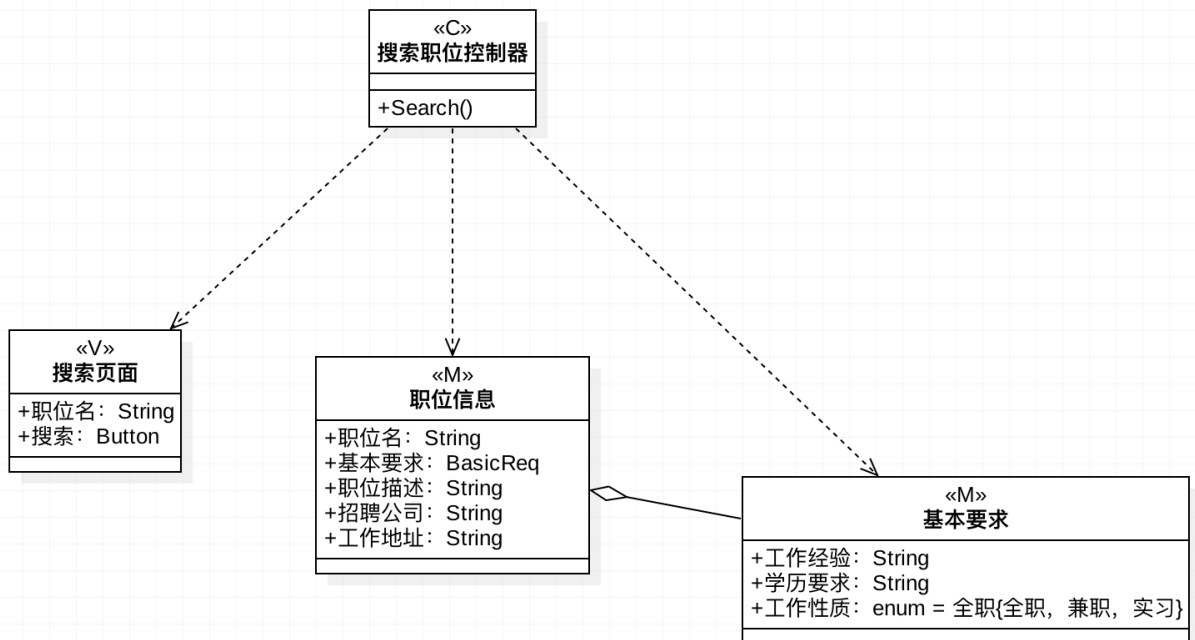 «C»
搜索职位控制器
+Search()
«V»
搜索页面
+职位名：String
+搜索：Button
«M»
职位信息
+职位名：String
+基本要求：BasicReq
+职位描述：String
+招聘公司：String
+工作地址：String
«M»
基本要求
+工作经验：String
+学历要求：String
+工作性质：enum = 全职{全职，兼职，实习}